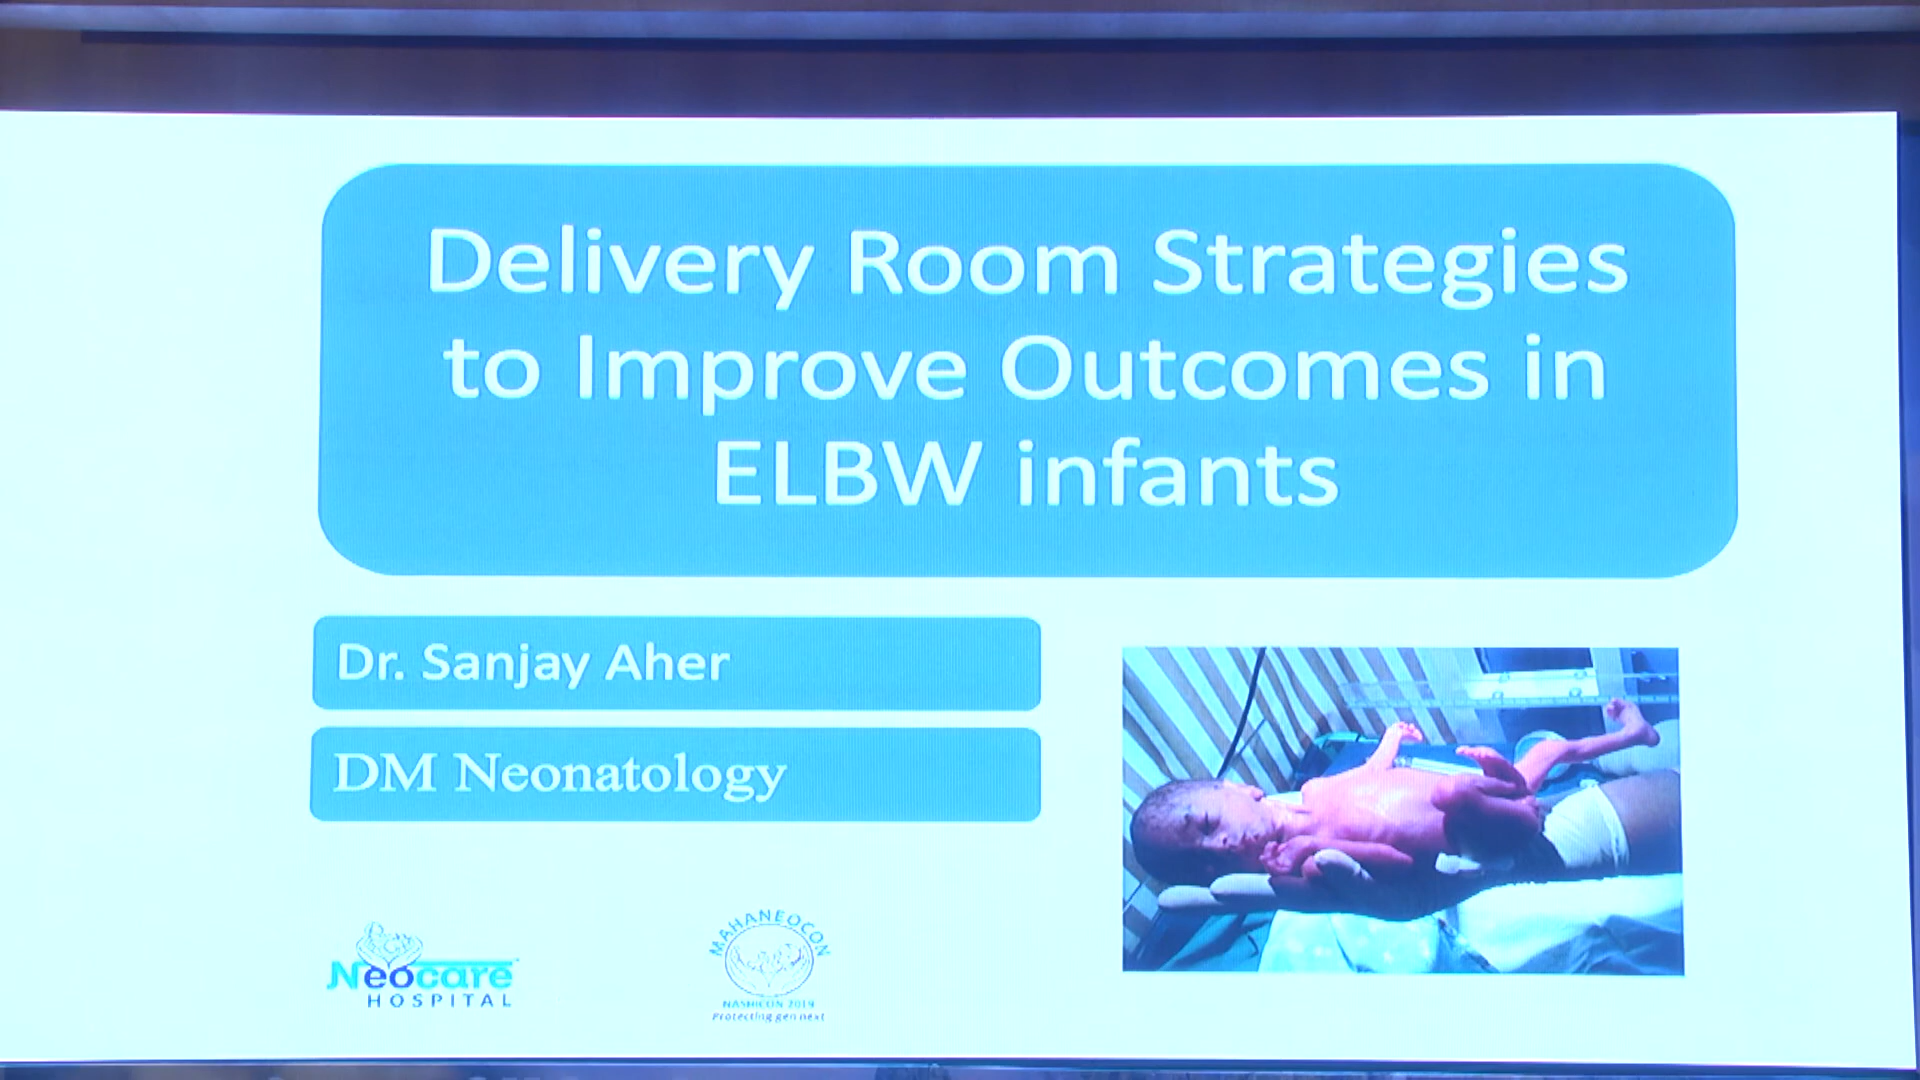 Delivery Room Strategies
to Improve Outcomes in
ELBW infants
Dr. Sanjay Aher
DM Neonatology
Neocare
HOSPITAL
MAHANEOCON
NASHICON 2019
Protecting gen next